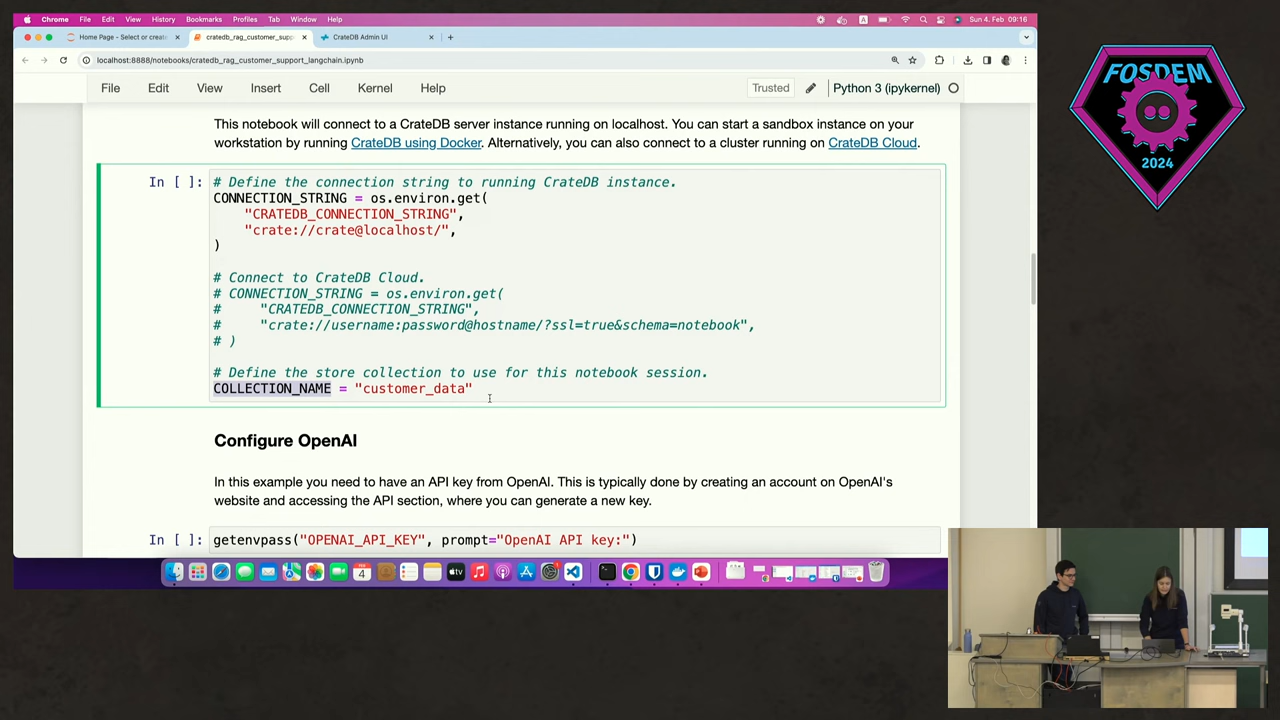 Chrome File Edit View History Bookmarks Profiles Tab Window Help Sun 4. Feb 09:16
Home Page - Select or creat cratedb_rag_customer_supp CrateDB Admin UI
localhost:8888/notebooks/cratedb_rag_customer_support_langchain.ipynb
File Edit View Insert Cell Kernel Help Trusted Python 3 (ipykernel)
This notebook will connect to a CrateDB server instance running on localhost. You can start a sandbox instance on your
workstation by running CrateDB using Docker. Alternatively, you can also connect to a cluster running on CrateDB Cloud.
In [ ]: # Define the connection string to running CrateDB instance.
CONNECTION_STRING = os.environ.get(
"CRATEDB_CONNECTION_STRING",
"crate://crate@localhost/",
)
# Connect to CrateDB Cloud.
# CONNECTION_STRING = os.environ.get(
# "CRATEDB_CONNECTION_STRING",
# "crate://username:password@hostname/?ssl=true&schema=notebook",
# )
# Define the store collection to use for this notebook session.
COLLECTION_NAME = "customer_data"
Configure OpenAI
In this example you need to have an API key from OpenAI. This is typically done by creating an account on OpenAI's
website and accessing the API section, where you can generate a new key.
In [ ]: getenvpass("OPENAI_API_KEY", prompt="OpenAI API key:")
FOSDEM
2024